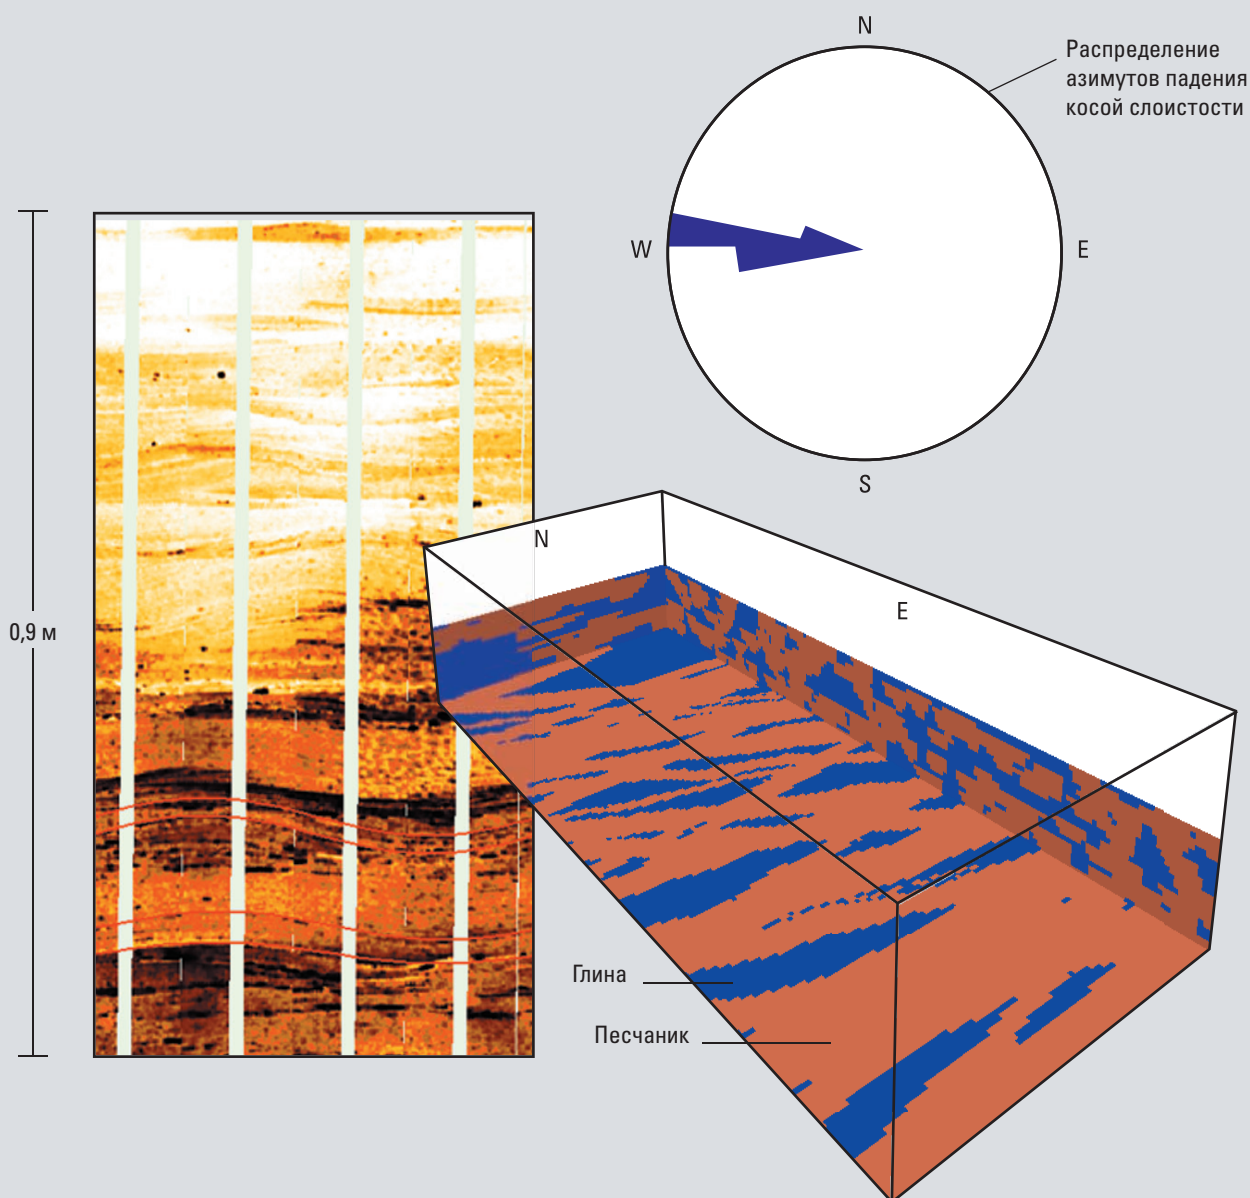 N
Распределение
азимутов падения
косой слоистости
W
E
S
0,9 м
N
E
Глина
Песчаник